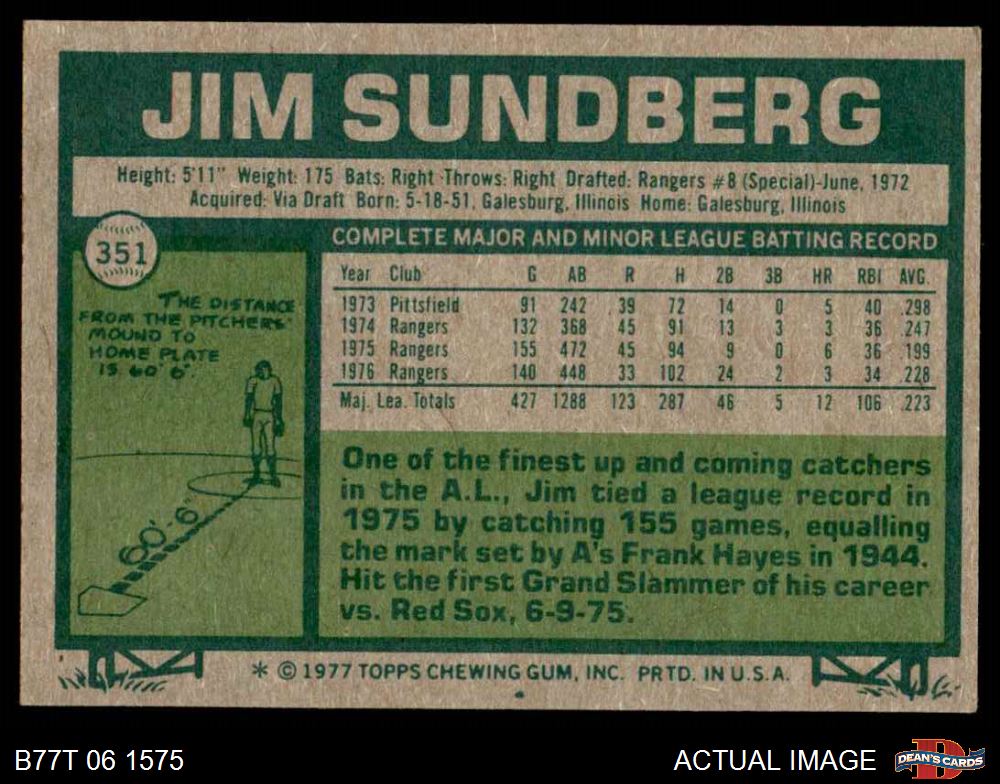 JIM SUNDBERG
Height: 5'11" Weight: 175 Bats: Right Throws: Right Drafted: Rangers #8 (Special)-June, 1972
Acquired: Via Draft Born: 5-18-51, Galesburg, Illinois Home: Galesburg, Illinois
351
THE DISTANCE
FROM THE PITCHERS'
MOUND TO
HOME PLATE
IS 60' 6".
60'-6"
COMPLETE MAJOR AND MINOR LEAGUE BATTING RECORD
Year Club G AB R H 2B 3B HR RBI AVG.
1973 Pittsfield 91 242 39 72 14 0 5 40 .298
1974 Rangers 132 368 45 91 13 3 3 36 .247
1975 Rangers 155 472 45 94 9 0 6 36 .199
1976 Rangers 140 448 33 102 24 2 3 34 .228
Maj. Lea. Totals 427 1288 123 287 46 5 12 106 .223
One of the finest up and coming catchers
in the A.L., Jim tied a league record in
1975 by catching 155 games, equalling
the mark set by A's Frank Hayes in 1944.
Hit the first Grand Slammer of his career
vs. Red Sox, 6-9-75.
* © 1977 TOPPS CHEWING GUM, INC. PRTD. IN U.S.A.
B77T 06 1575
ACTUAL IMAGE
D
DEAN'S CARDS